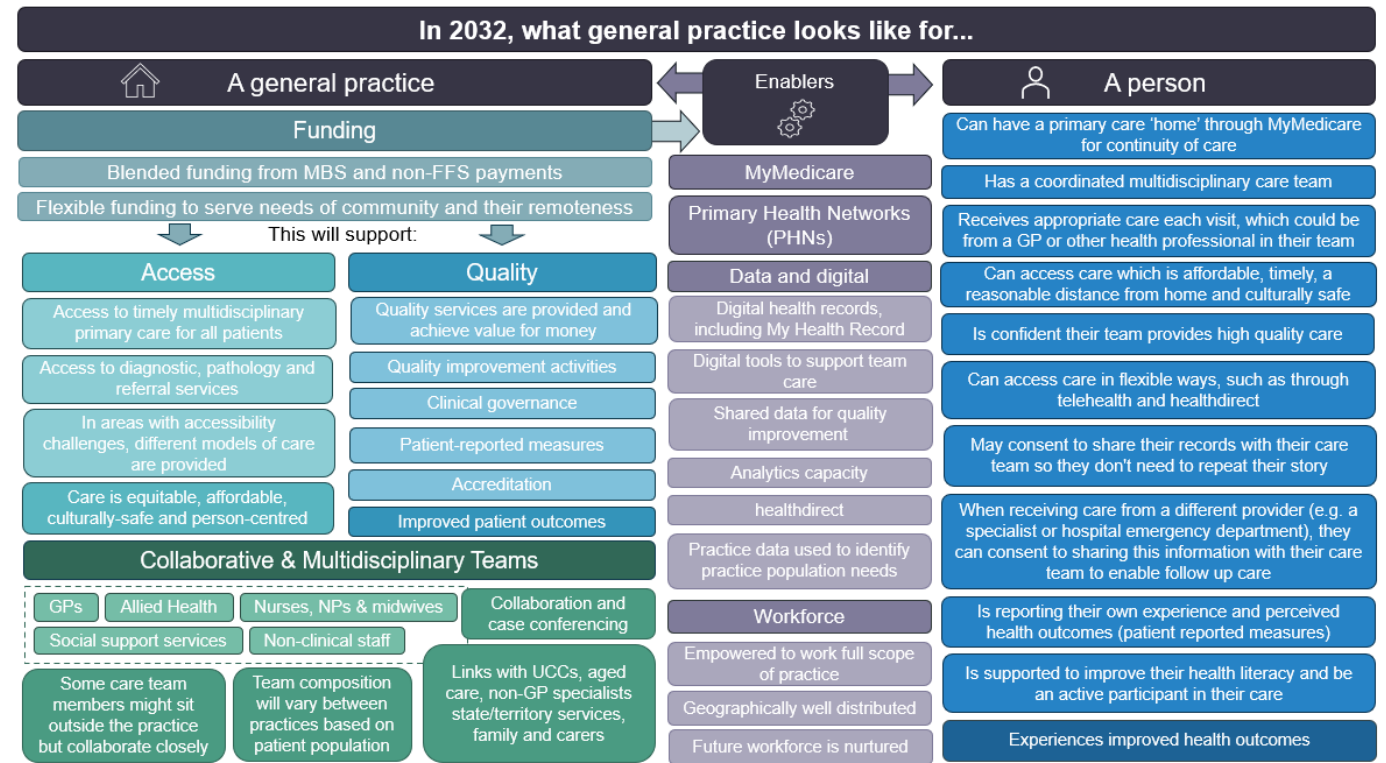 In 2032, what general practice looks like for...
A general practice
Funding
Blended funding from MBS and non-FFS payments
Flexible funding to serve needs of community and their remoteness
This will support:
Access
Access to timely multidisciplinary
primary care for all patients
Access to diagnostic, pathology and
referral services
In areas with accessibility
challenges, different models of care
are provided
Care is equitable, affordable,
culturally-safe and person-centred
Quality
Quality services are provided and
achieve value for money
Quality improvement activities
Clinical governance
Patient-reported measures
Accreditation
Improved patient outcomes
Collaborative & Multidisciplinary Teams
GPs
Allied Health
Nurses, NPs & midwives
Social support services
Non-clinical staff
Collaboration and
case conferencing
Some care team
members might sit
outside the practice
but collaborate closely
Team composition
will vary between
practices based on
patient population
Links with UCCs, aged
care, non-GP specialists
state/territory services,
family and carers
Enablers
MyMedicare
Primary Health Networks
(PHNs)
Data and digital
Digital health records,
including My Health Record
Digital tools to support team
care
Shared data for quality
improvement
Analytics capacity
healthdirect
Practice data used to identify
practice population needs
Workforce
Empowered to work full scope
of practice
Geographically well distributed
Future workforce is nurtured
A person
Can have a primary care ‘home’ through MyMedicare
for continuity of care
Has a coordinated multidisciplinary care team
Receives appropriate care each visit, which could be
from a GP or other health professional in their team
Can access care which is affordable, timely, a
reasonable distance from home and culturally safe
Is confident their team provides high quality care
Can access care in flexible ways, such as through
telehealth and healthdirect
May consent to share their records with their care
team so they don't need to repeat their story
When receiving care from a different provider (e.g. a
specialist or hospital emergency department), they
can consent to sharing this information with their care
team to enable follow up care
Is reporting their own experience and perceived
health outcomes (patient reported measures)
Is supported to improve their health literacy and be
an active participant in their care
Experiences improved health outcomes